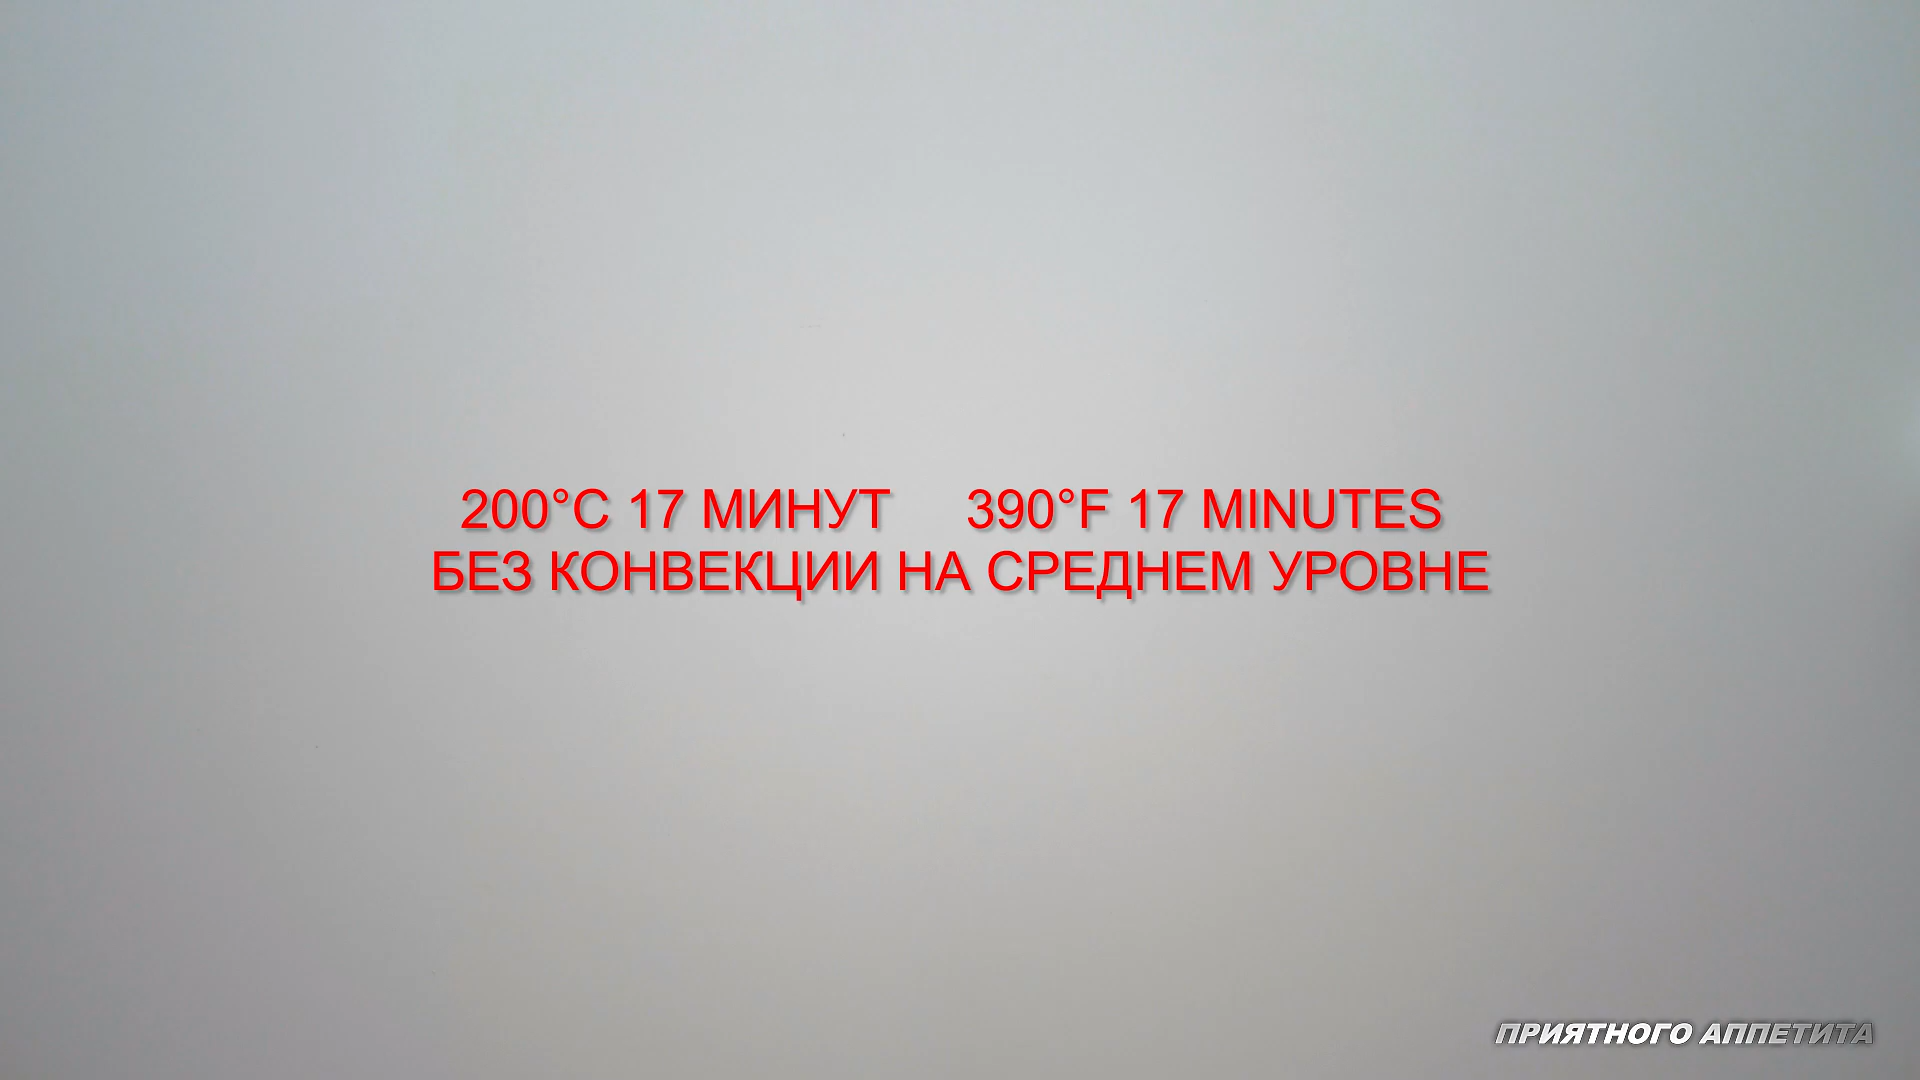 200°C 17 МИНУТ 390°F 17 MINUTES
БЕЗ КОНВЕКЦИИ НА СРЕДНЕМ УРОВНЕ
ПРИЯТНОГО АППЕТИТА